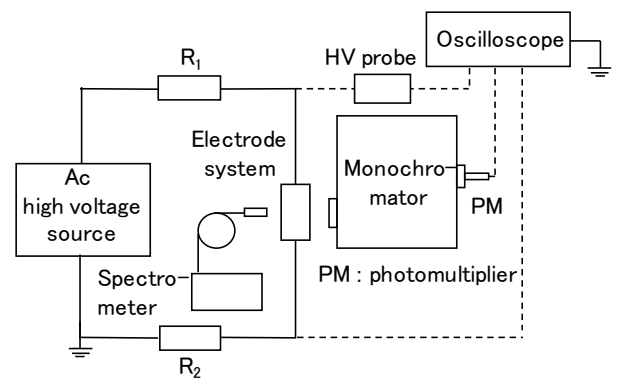 Oscilloscope
R₁
HV probe
Electrode
system
Monochro-
mator
Ac
high voltage
source
PM
Spectro-
meter
PM : photomultiplier
R₂